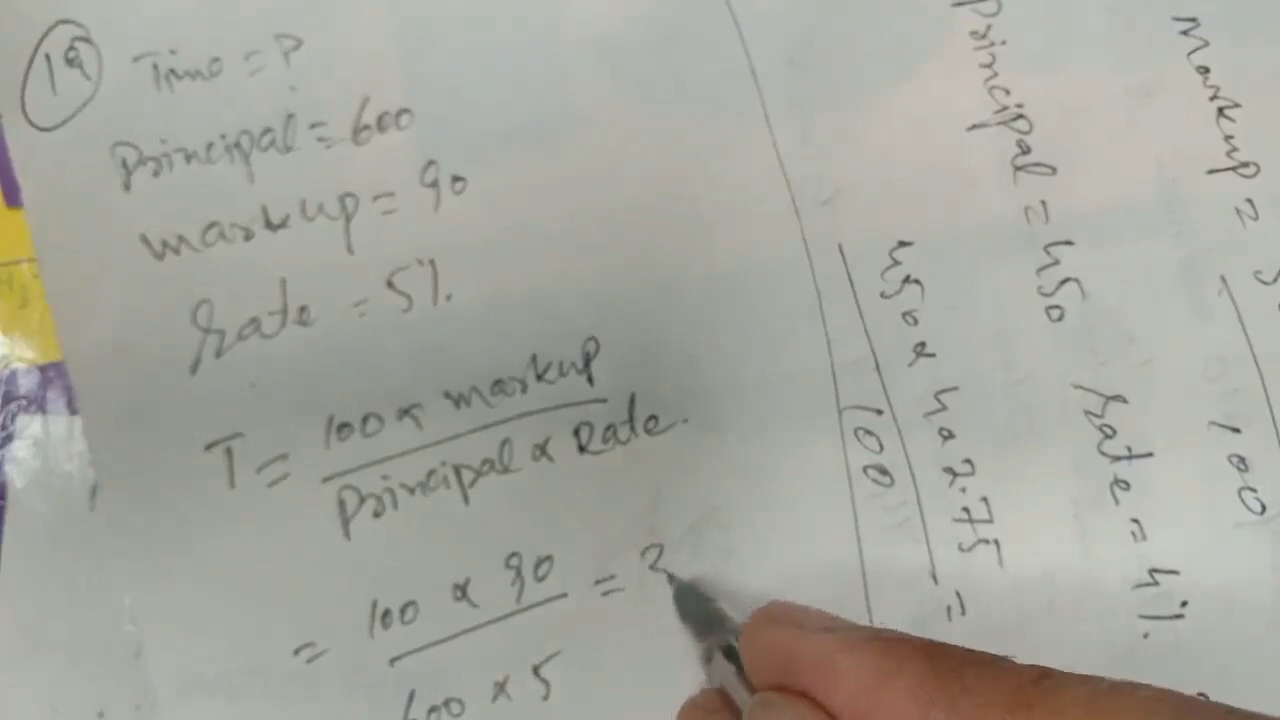 19 Time = ?
Principal = 600
markup = 90
Rate = 5%.
T = 100 x markup
Principal x Rate.
= 100 x 90 = 3
600 x 5
Markup =
100
Principal = 450 Rate = 4%.
450 x 4 x 2.75 =
100